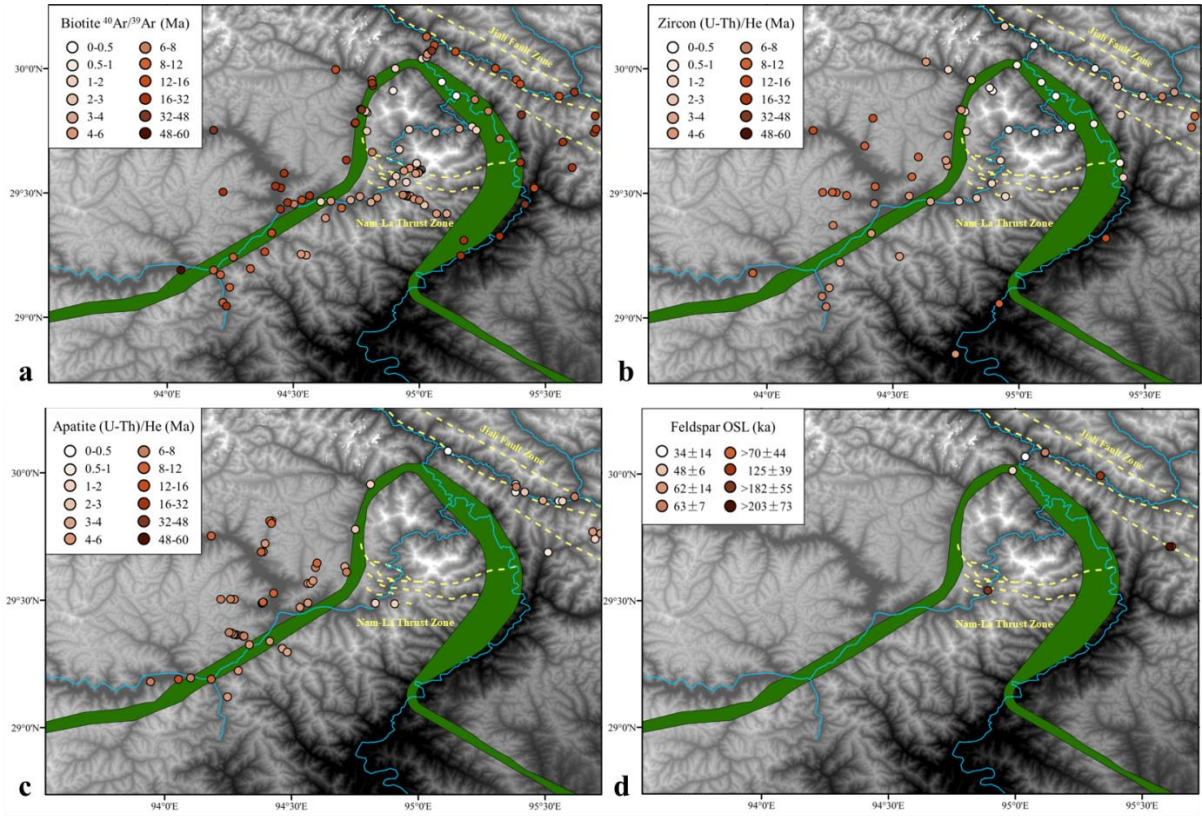 Biotite ⁴⁰Ar/³⁹Ar (Ma)
0-0.5 6-8
0.5-1 8-12
1-2 12-16
2-3 16-32
3-4 32-48
4-6 48-60
Jiali Fault Zone
Nam-La Thrust Zone
30°0'N
29°30'N
29°0'N
a
94°0'E 94°30'E 95°0'E 95°30'E
Zircon (U-Th)/He (Ma)
0-0.5 6-8
0.5-1 8-12
1-2 12-16
2-3 16-32
3-4 32-48
4-6 48-60
Jiali Fault Zone
Nam-La Thrust Zone
30°0'N
29°30'N
29°0'N
b
94°0'E 94°30'E 95°0'E 95°30'E
Apatite (U-Th)/He (Ma)
0-0.5 6-8
0.5-1 8-12
1-2 12-16
2-3 16-32
3-4 32-48
4-6 48-60
Jiali Fault Zone
Nam-La Thrust Zone
30°0'N
29°30'N
29°0'N
c
94°0'E 94°30'E 95°0'E 95°30'E
Feldspar OSL (ka)
34±14 >70±44
48±6 125±39
62±14 >182±55
63±7 >203±73
Jiali Fault Zone
Nam-La Thrust Zone
30°0'N
29°30'N
29°0'N
d
94°0'E 94°30'E 95°0'E 95°30'E